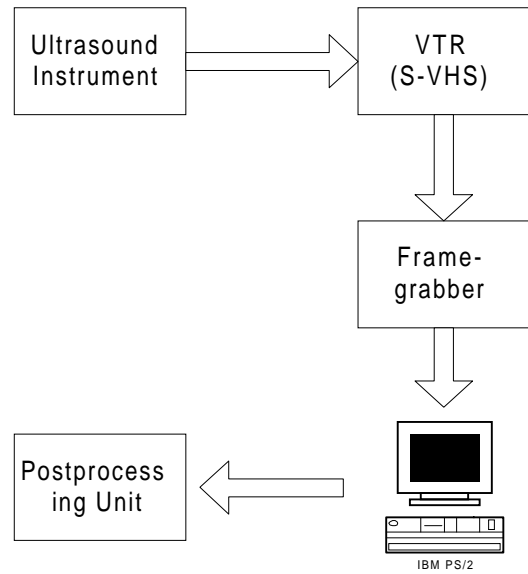 Ultrasound
Instrument
VTR
(S-VHS)
Frame-
grabber
Postprocess
ing Unit
IBM PS/2